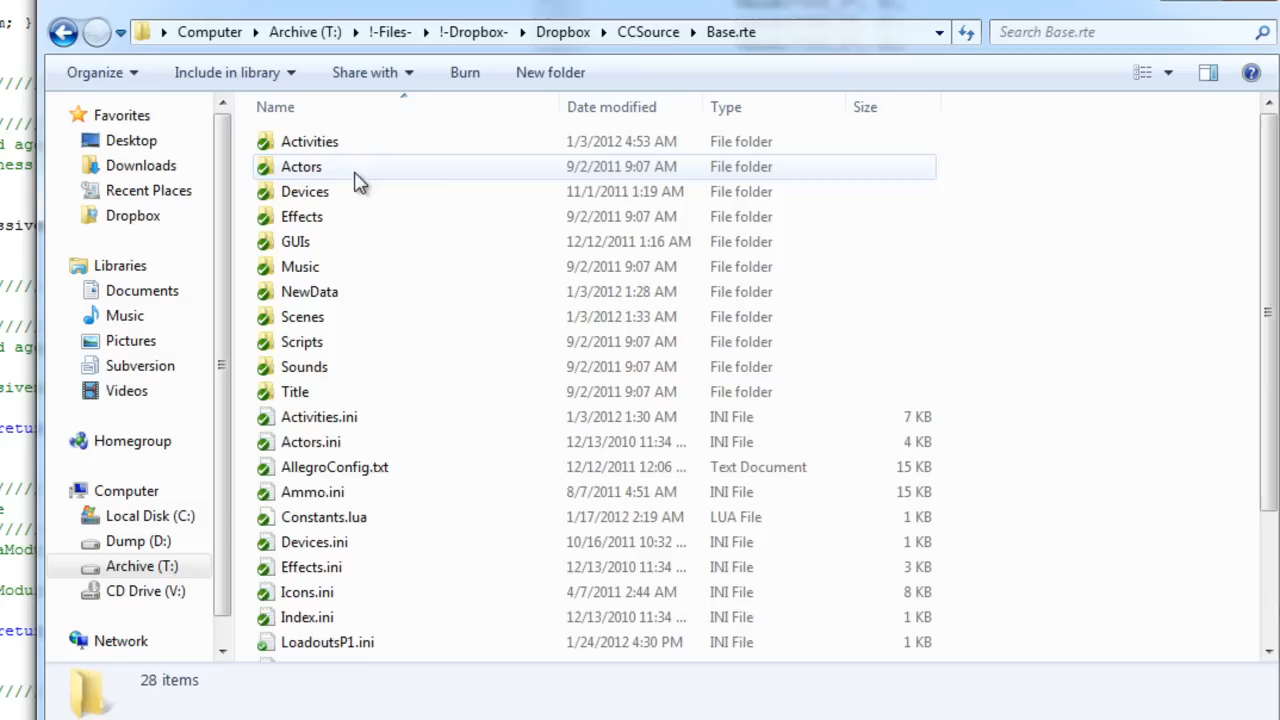 m; }
Computer Archive (T:) !-Files- !-Dropbox- Dropbox CCSource Base.rte Search Base.rte
Organize Include in library Share with Burn New folder
Name Date modified Type Size
Favorites
Desktop
Downloads
Recent Places
Dropbox
Libraries
Documents
Music
Pictures
Subversion
Videos
Homegroup
Computer
Local Disk (C:)
Dump (D:)
Archive (T:)
CD Drive (V:)
Network
Activities 1/3/2012 4:53 AM File folder
Actors 9/2/2011 9:07 AM File folder
Devices 11/1/2011 1:19 AM File folder
Effects 9/2/2011 9:07 AM File folder
GUIs 12/12/2011 1:16 AM File folder
Music 9/2/2011 9:07 AM File folder
NewData 1/3/2012 1:28 AM File folder
Scenes 1/3/2012 1:33 AM File folder
Scripts 9/2/2011 9:07 AM File folder
Sounds 9/2/2011 9:07 AM File folder
Title 9/2/2011 9:07 AM File folder
Activities.ini 1/3/2012 1:30 AM INI File 7 KB
Actors.ini 12/13/2010 11:34 ... INI File 4 KB
AllegroConfig.txt 12/12/2011 12:06 ... Text Document 15 KB
Ammo.ini 8/7/2011 4:51 AM INI File 15 KB
Constants.lua 1/17/2012 2:19 AM LUA File 1 KB
Devices.ini 10/16/2011 10:32 ... INI File 1 KB
Effects.ini 12/13/2010 11:34 ... INI File 3 KB
Icons.ini 4/7/2011 2:44 AM INI File 8 KB
Index.ini 12/13/2010 11:34 ... INI File 1 KB
LoadoutsP1.ini 1/24/2012 4:30 PM INI File 1 KB
28 items